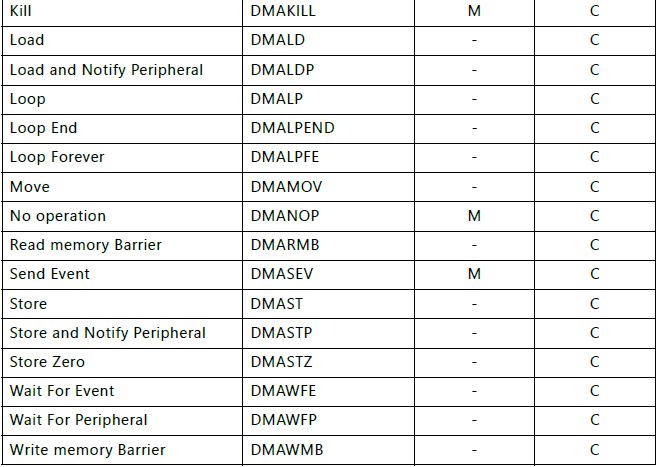 Kill DMAKILL M C
Load DMALD - C
Load and Notify Peripheral DMALDP - C
Loop DMALP - C
Loop End DMALPEND - C
Loop Forever DMALPFE - C
Move DMAMOV - C
No operation DMANOP M C
Read memory Barrier DMARMB - C
Send Event DMASEV M C
Store DMAST - C
Store and Notify Peripheral DMASTP - C
Store Zero DMASTZ - C
Wait For Event DMAWFE - C
Wait For Peripheral DMAWFP - C
Write memory Barrier DMAWMB - C